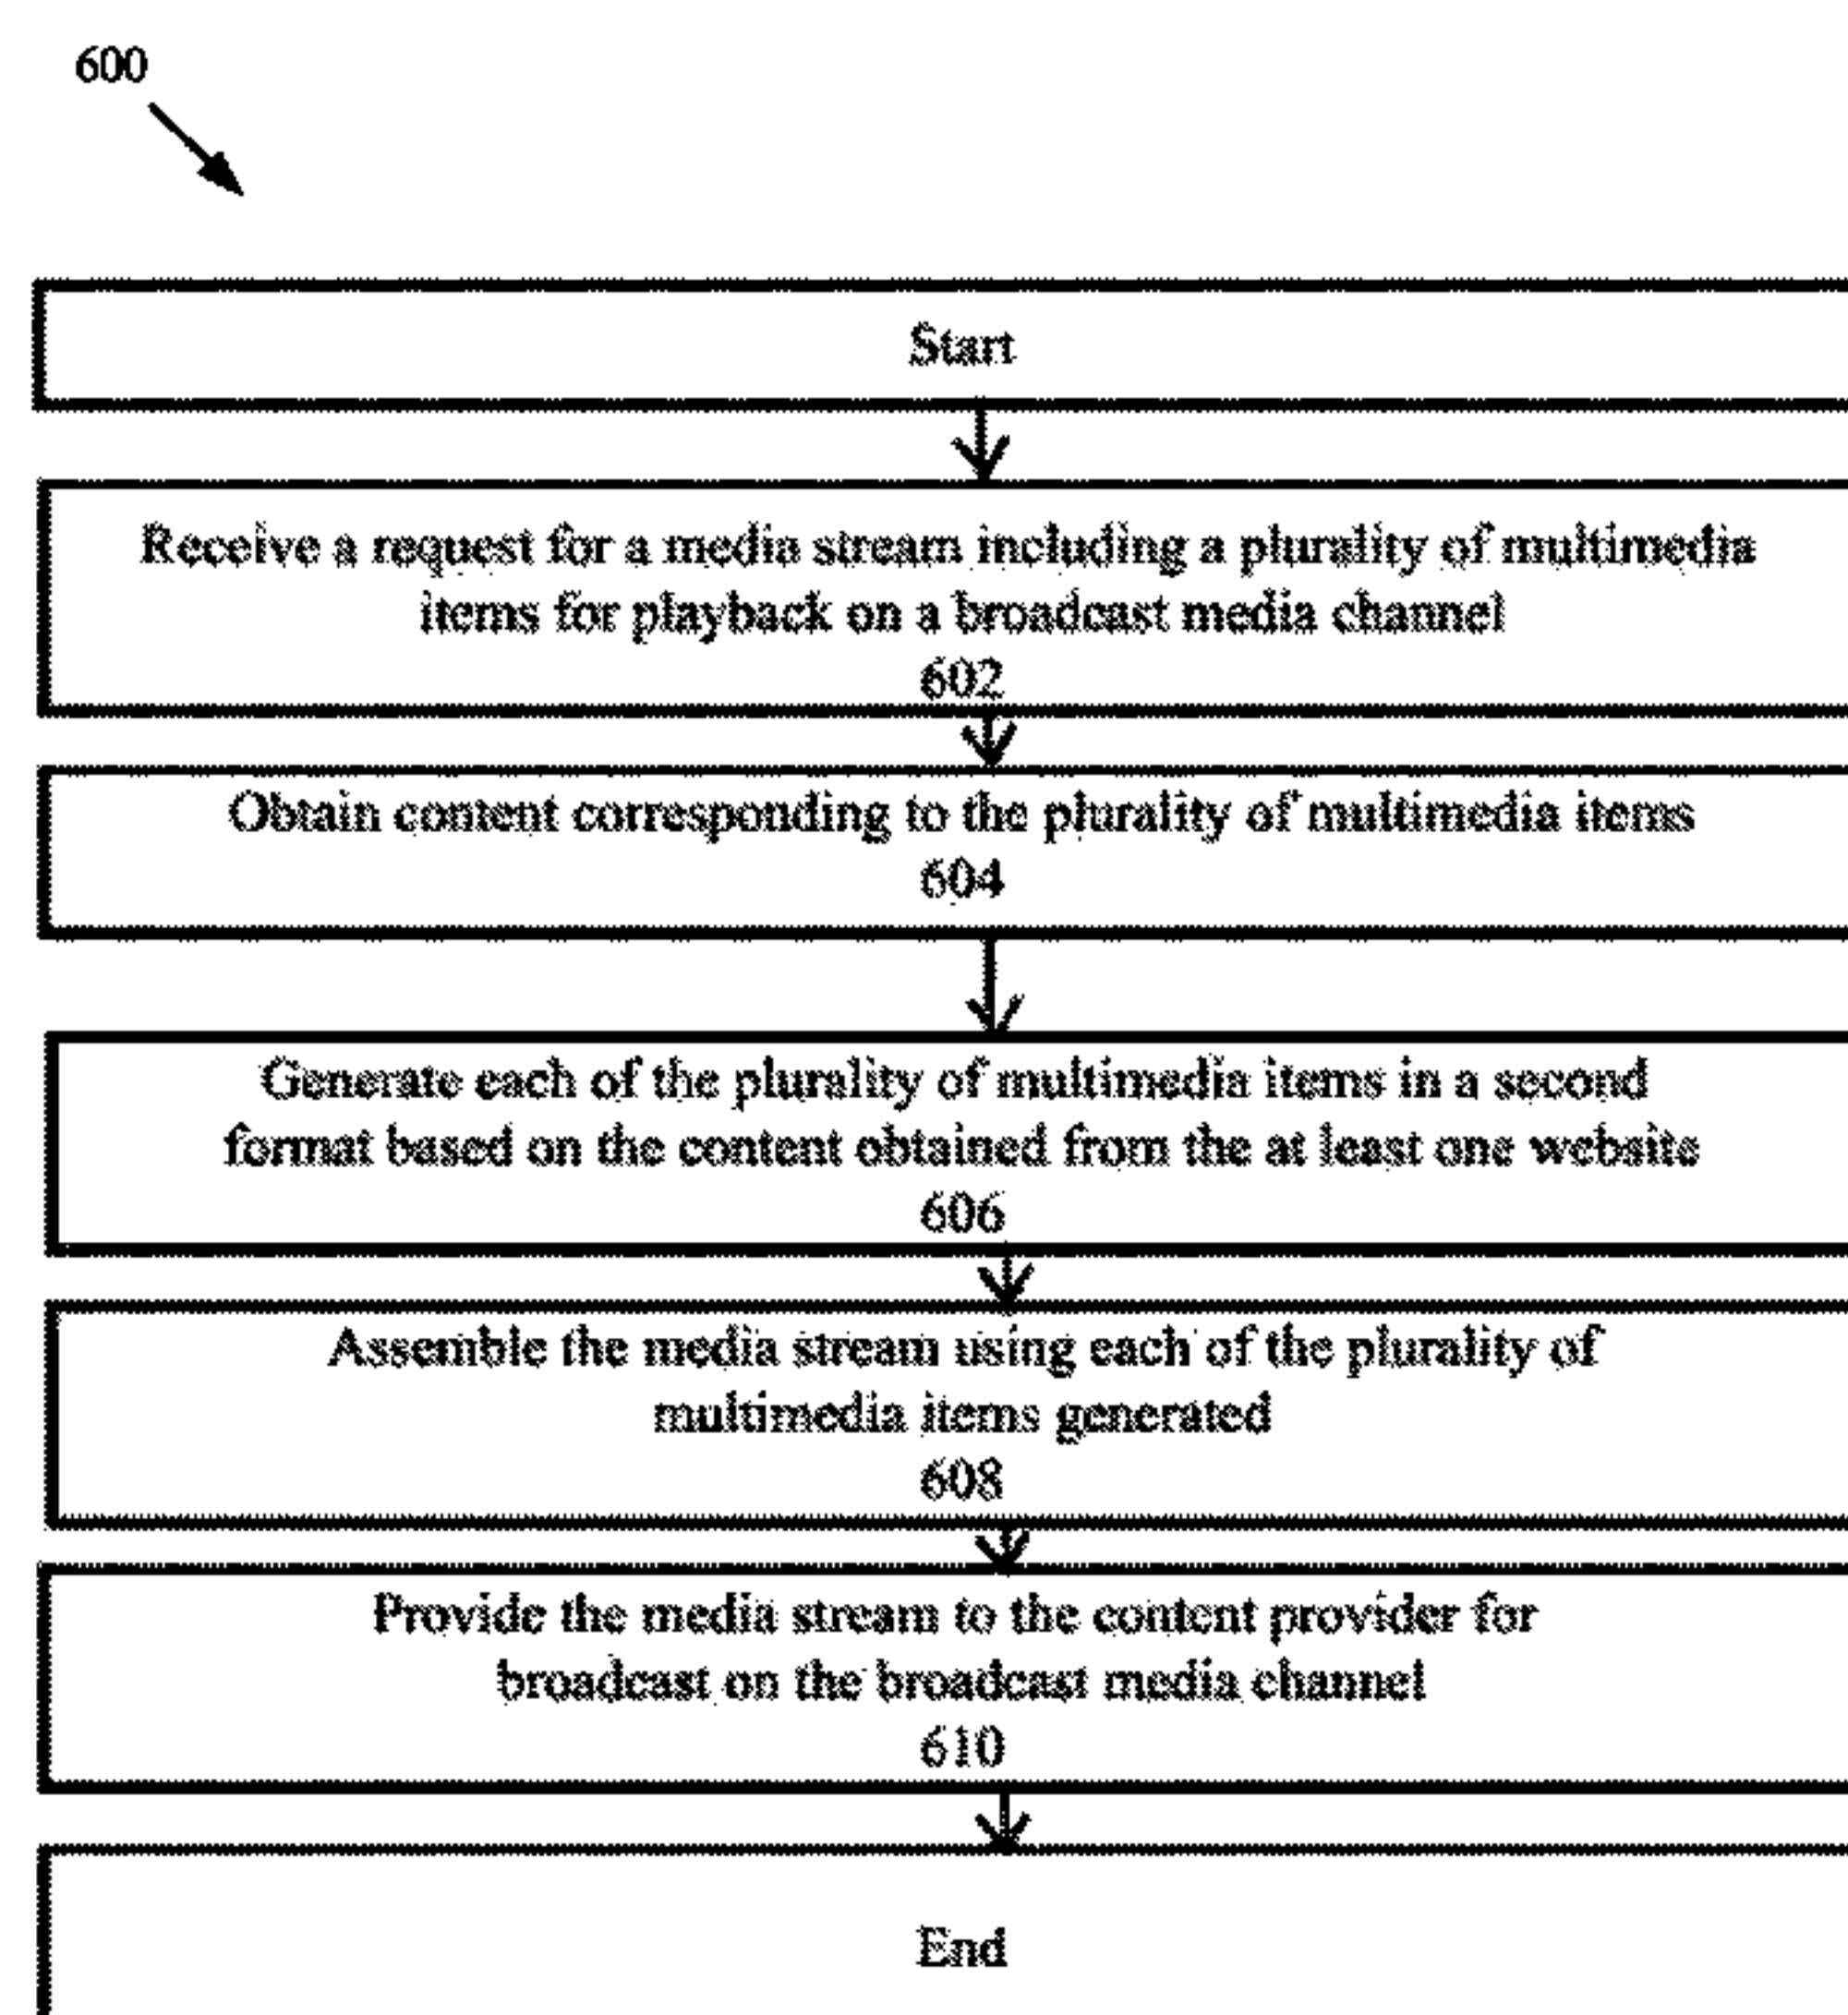 600
Start
Receive a request for a media stream including a plurality of multimedia
items for playback on a broadcast media channel
602
Obtain content corresponding to the plurality of multimedia items
604
Generate each of the plurality of multimedia items in a second
format based on the content obtained from the at least one website
606
Assemble the media stream using each of the plurality of
multimedia items generated
608
Provide the media stream to the content provider for
broadcast on the broadcast media channel
610
End